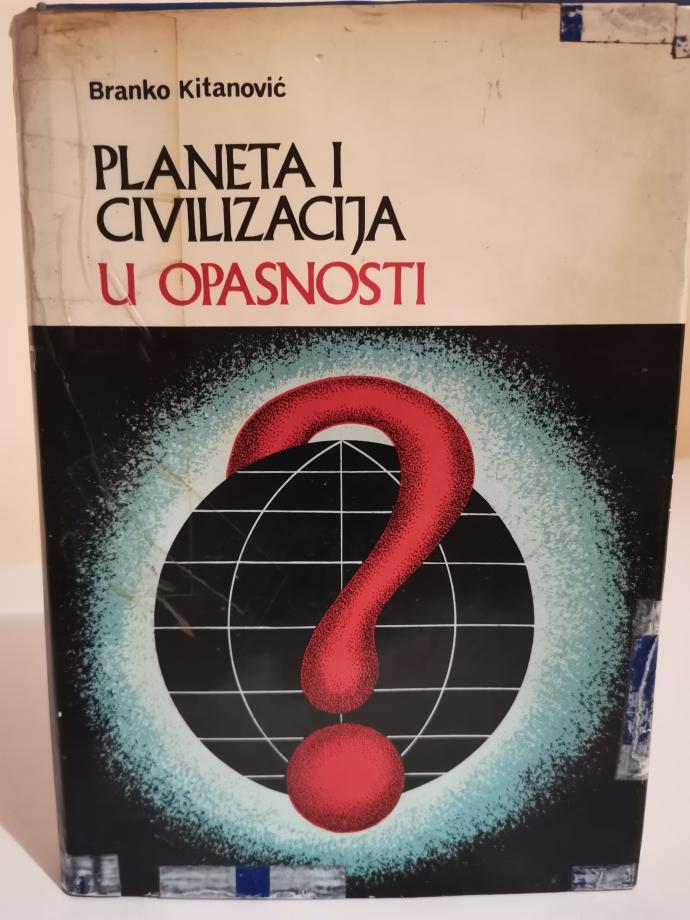 Branko Kitanović
PLANETA I
CIVILIZACIJA
U OPASNOSTI